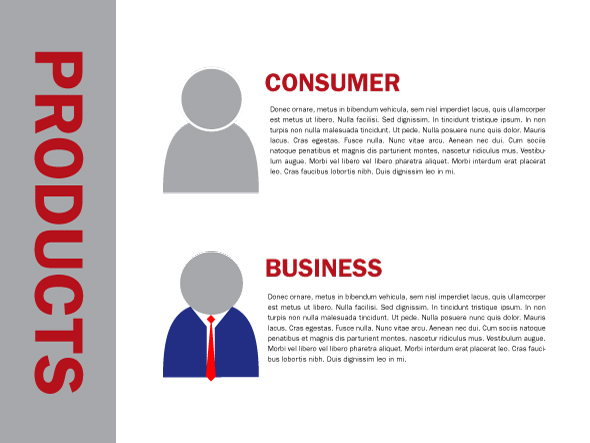 PRODUCTS
CONSUMER
Donec ornare, metus in bibendum vehicula, sem nisl imperdiet lacus, quis ullamcorper
est metus ut libero. Nulla facilisi. Sed dignissim. In tincidunt tristique ipsum. In non
turpis non nulla malesuada tincidunt. Ut pede. Nulla posuere nunc quis dolor. Mauris
lacus. Cras egestas. Fusce nulla. Nunc vitae arcu. Aenean nec dui. Cum sociis
natoque penatibus et magnis dis parturient montes, nascetur ridiculus mus. Vestibu-
lum augue. Morbi vel libero vel libero pharetra aliquet. Morbi interdum erat placerat
leo. Cras faucibus lobortis nibh. Duis dignissim leo in mi.
BUSINESS
Donec ornare, metus in bibendum vehicula, sem nisl imperdiet lacus, quis ullamcorper
est metus ut libero. Nulla facilisi. Sed dignissim. In tincidunt tristique ipsum. In non
turpis non nulla malesuada tincidunt. Ut pede. Nulla posuere nunc quis dolor. Mauris
lacus. Cras egestas. Fusce nulla. Nunc vitae arcu. Aenean nec dui. Cum sociis natoque
penatibus et magnis dis parturient montes, nascetur ridiculus mus. Vestibulum augue.
Morbi vel libero vel libero pharetra aliquet. Morbi interdum erat placerat leo. Cras fauci-
bus lobortis nibh. Duis dignissim leo in mi.